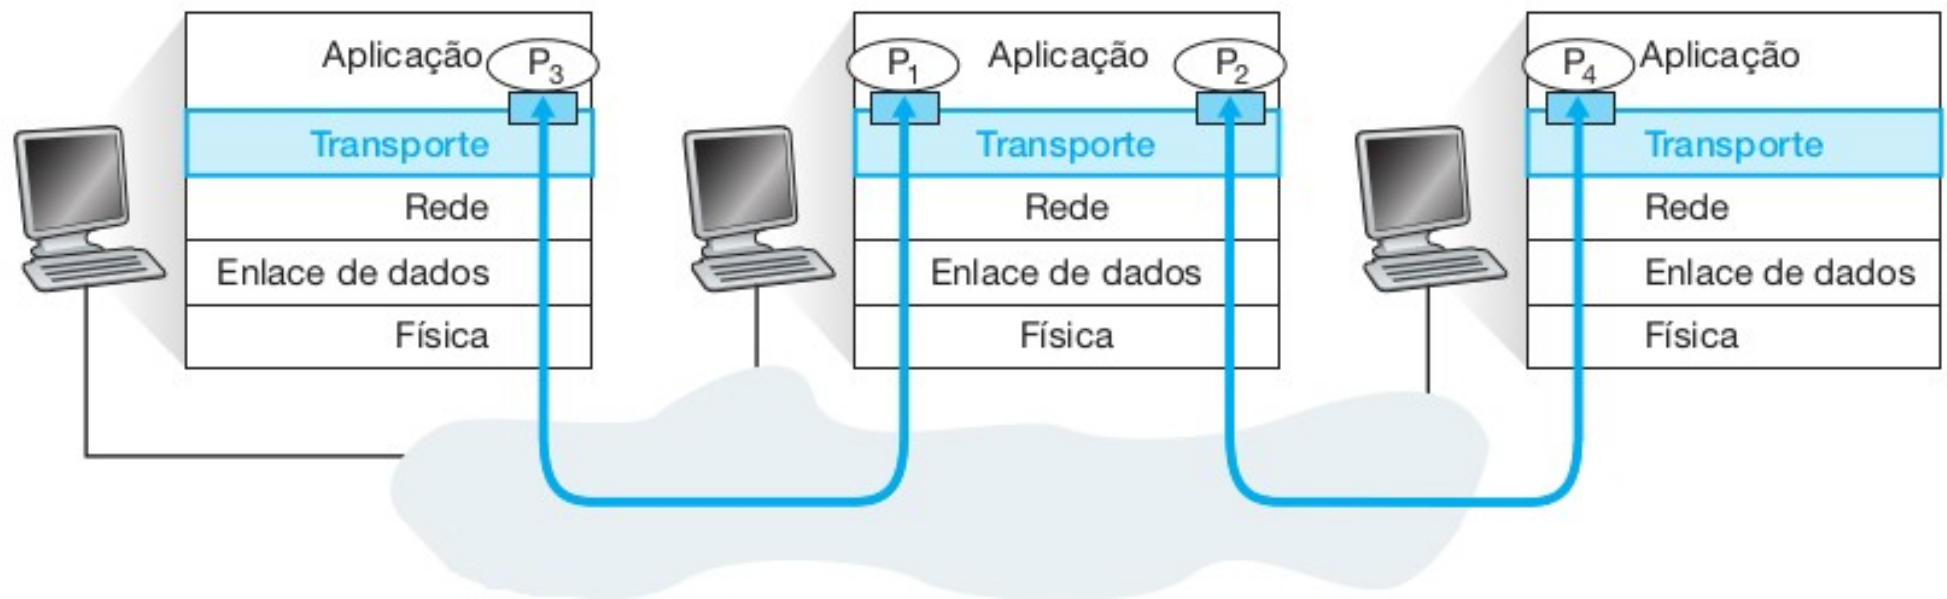 Aplicação P₃
Transporte
Rede
Enlace de dados
Física
P₁ Aplicação P₂
Transporte
Rede
Enlace de dados
Física
P₄ Aplicação
Transporte
Rede
Enlace de dados
Física